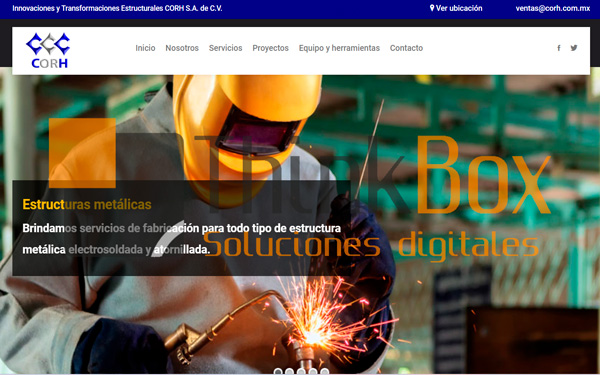 Innovaciones y Transformaciones Estructurales CORH S.A. de C.V.
Ver ubicación
ventas@corh.com.mx
CORH
Inicio Nosotros Servicios Proyectos Equipo y herramientas Contacto
ThinkBox
Soluciones digitales
Estructuras metálicas
Brindamos servicios de fabricación para todo tipo de estructura
metálica electrosoldada y atornillada.